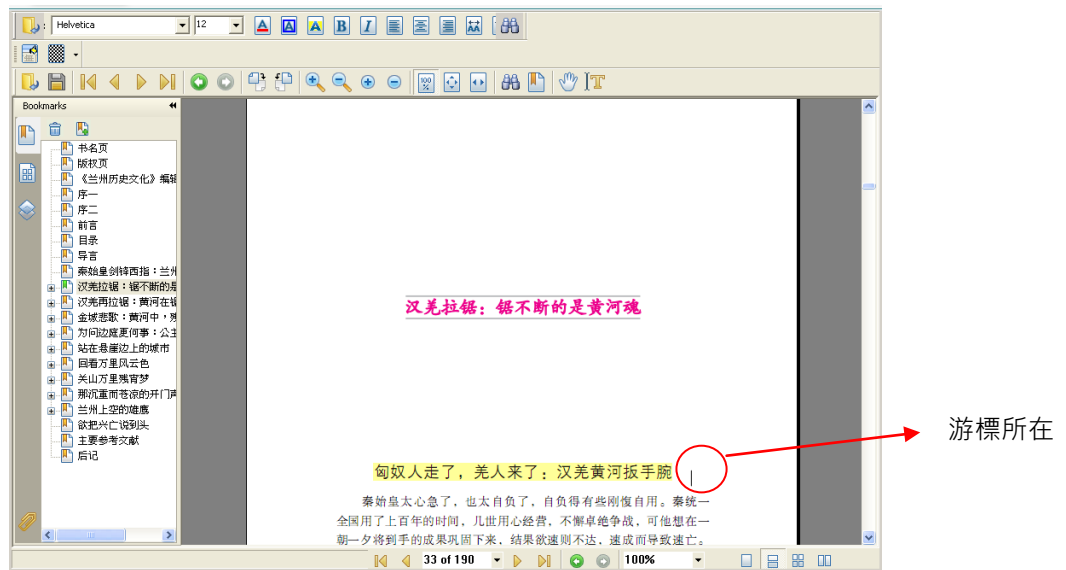 Helvetica
12
Bookmarks
书名页
版权页
《兰州历史文化》编辑
序一
序二
前言
目录
导言
秦始皇剑锋西指：兰州
汉羌拉锯：锯不断的是
汉羌再拉锯：黄河在
金城悲歌：黄河中，
为问边庭更何事：公主
站在悬崖边上的城市
回看万里风云色
关山万里残宵梦
那沉重而苍凉的开门声
兰州上空的雄鹰
欲把兴亡说到头
主要参考文献
后记
汉羌拉锯：锯不断的是黄河魂
匈奴人走了，羌人来了：汉羌黄河扳手腕
秦始皇太心急了，也太自负了，自负得有些刚愎自用。秦统一
全国用了上百年的时间，几世用心经营，不懈卓绝争战，可他想在一
朝一夕将到手的成果巩固下来，结果欲速则不达，速成而导致速亡。
游標所在
33 of 190
100%